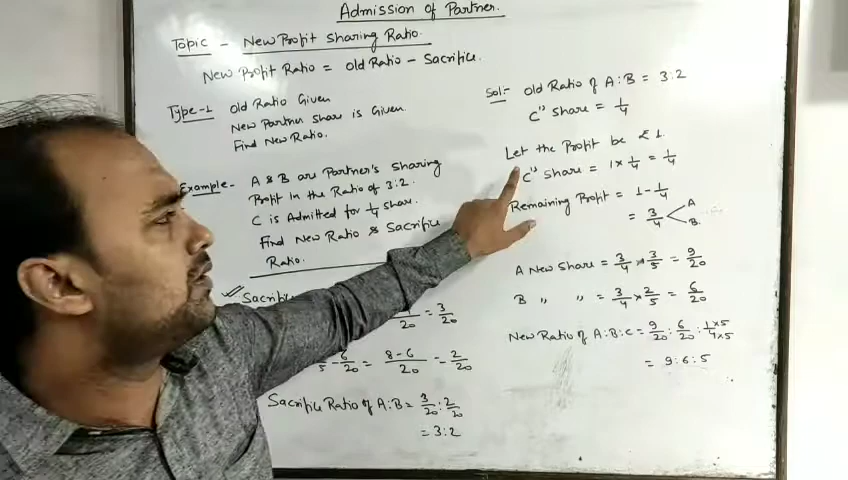 Admission of Partner.
Topic - New Profit Sharing Ratio.
New Profit Ratio = old Ratio - Sacrifice.
Type-1 old Ratio Given
New Partner share is Given
Find New Ratio.
Example - A & B are Partner's Sharing
Profit in the Ratio of 3:2.
C is Admitted for 1/4 share.
Find New Ratio & Sacrifice
Ratio.
Sacrifice
/20 = 3/20
5 - 6/20 = 8-6/20 = 2/20
Sacrifice Ratio of A:B = 3/20 : 2/20
= 3:2
Sol:- old Ratio of A:B = 3:2
C" share = 1/4
Let the Profit be ₹ 1.
C" share = 1 × 1/4 = 1/4
Remaining Profit = 1 - 1/4
= 3/4 < A
B.
A New Share = 3/4 × 3/5 = 9/20
B " " = 3/4 × 2/5 = 6/20
New Ratio of A:B:C = 9/20 : 6/20 : 1×5/4×5
= 9:6:5